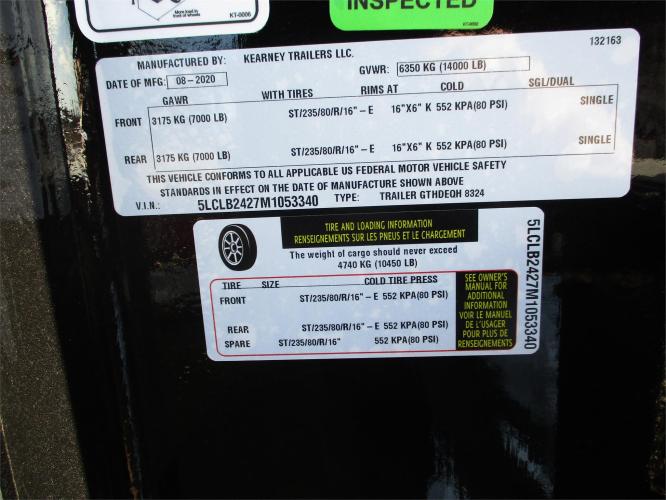 More load in
front of wheels
KT-0006
INSPECTED
KT-0002
132163
MANUFACTURED BY: KEARNEY TRAILERS LLC.
DATE OF MFG: 08-2020 GVWR: 6350 KG (14000 LB)
GAWR WITH TIRES RIMS AT COLD SGL/DUAL
FRONT 3175 KG (7000 LB) ST/235/80/R/16" - E 16"X6" K 552 KPA(80 PSI) SINGLE
REAR 3175 KG (7000 LB) ST/235/80/R/16" - E 16"X6" K 552 KPA(80 PSI) SINGLE
THIS VEHICLE CONFORMS TO ALL APPLICABLE US FEDERAL MOTOR VEHICLE SAFETY
STANDARDS IN EFFECT ON THE DATE OF MANUFACTURE SHOWN ABOVE
V.I.N.: 5LCLB2427M1053340 TYPE: TRAILER GTHDEOH 8324
TIRE AND LOADING INFORMATION
RENSEIGNEMENTS SUR LES PNEUS ET LE CHARGEMENT
The weight of cargo should never exceed
4740 KG (10450 LB)
TIRE SIZE COLD TIRE PRESS
FRONT ST/235/80/R/16" - E 552 KPA(80 PSI)
REAR ST/235/80/R/16" - E 552 KPA(80 PSI)
SPARE ST/235/80/R/16" 552 KPA(80 PSI)
SEE OWNER'S
MANUAL FOR
ADDITIONAL
INFORMATION
VOIR LE MANUEL
DE L'USAGER
POUR PLUS DE
RENSEIGNEMENTS
5LCLB2427M1053340